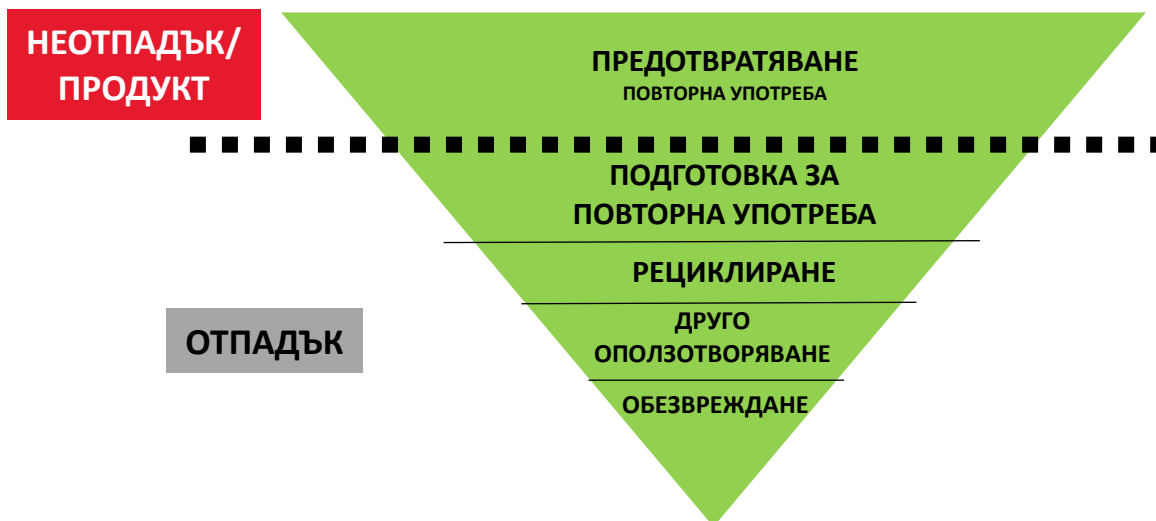 НЕОТПАДЪК/
ПРОДУКТ
ПРЕДОТВРАТЯВАНЕ
ПОВТОРНА УПОТРЕБА
ПОДГОТОВКА ЗА
ПОВТОРНА УПОТРЕБА
РЕЦИКЛИРАНЕ
ОТПАДЪК
ДРУГО
ОПОЛЗОТВОРЯВАНЕ
ОБЕЗВРЕЖДАНЕ